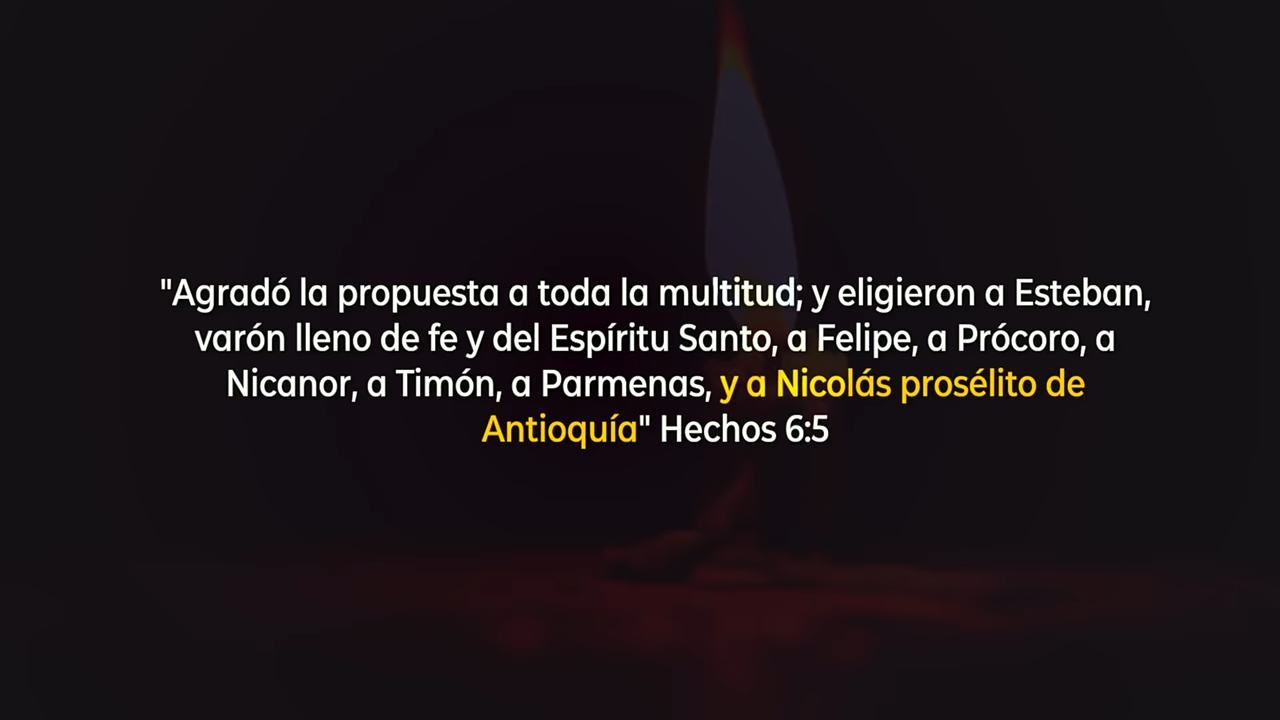 "Agradó la propuesta a toda la multitud; y eligieron a Esteban,
varón lleno de fe y del Espíritu Santo, a Felipe, a Prócoro, a
Nicanor, a Timón, a Parmenas, y a Nicolás prosélito de
Antioquía" Hechos 6:5